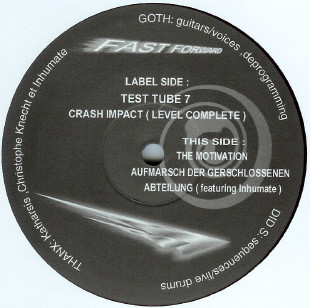 GOTH: guitars/voices ,deprogramming
FAST FORWARD
LABEL SIDE :
TEST TUBE 7
CRASH IMPACT ( LEVEL COMPLETE )
THIS SIDE :
THE MOTIVATION
AUFMARSCH DER GERSCHLOSSENEN
ABTEILUNG ( featuring Inhumate )
DID S: sequences/live drums
THANX: Katharsis, Christophe Knecht et Inhumate